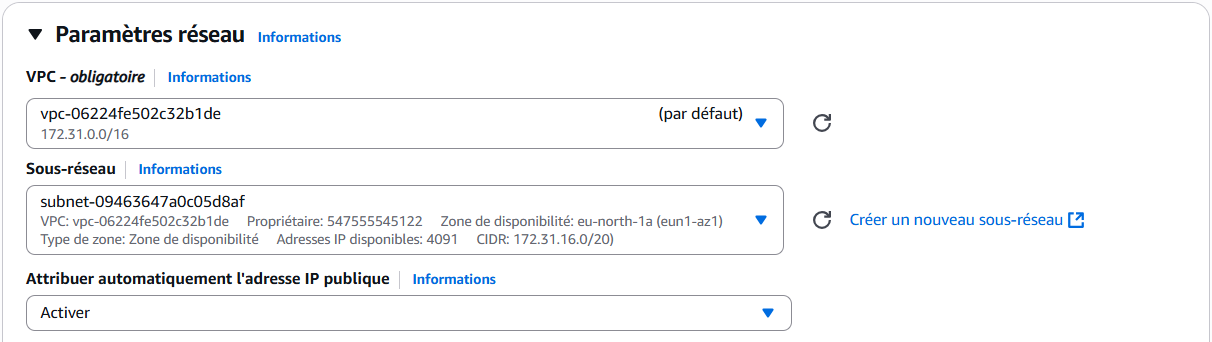 Paramètres réseau Informations
VPC - obligatoire Informations
vpc-06224fe502c32b1de (par défaut)
172.31.0.0/16
Sous-réseau Informations
subnet-09463647a0c05d8af
VPC: vpc-06224fe502c32b1de Propriétaire: 547555545122 Zone de disponibilité: eu-north-1a (eun1-az1)
Type de zone: Zone de disponibilité Adresses IP disponibles: 4091 CIDR: 172.31.16.0/20)
Créer un nouveau sous-réseau
Attribuer automatiquement l'adresse IP publique Informations
Activer